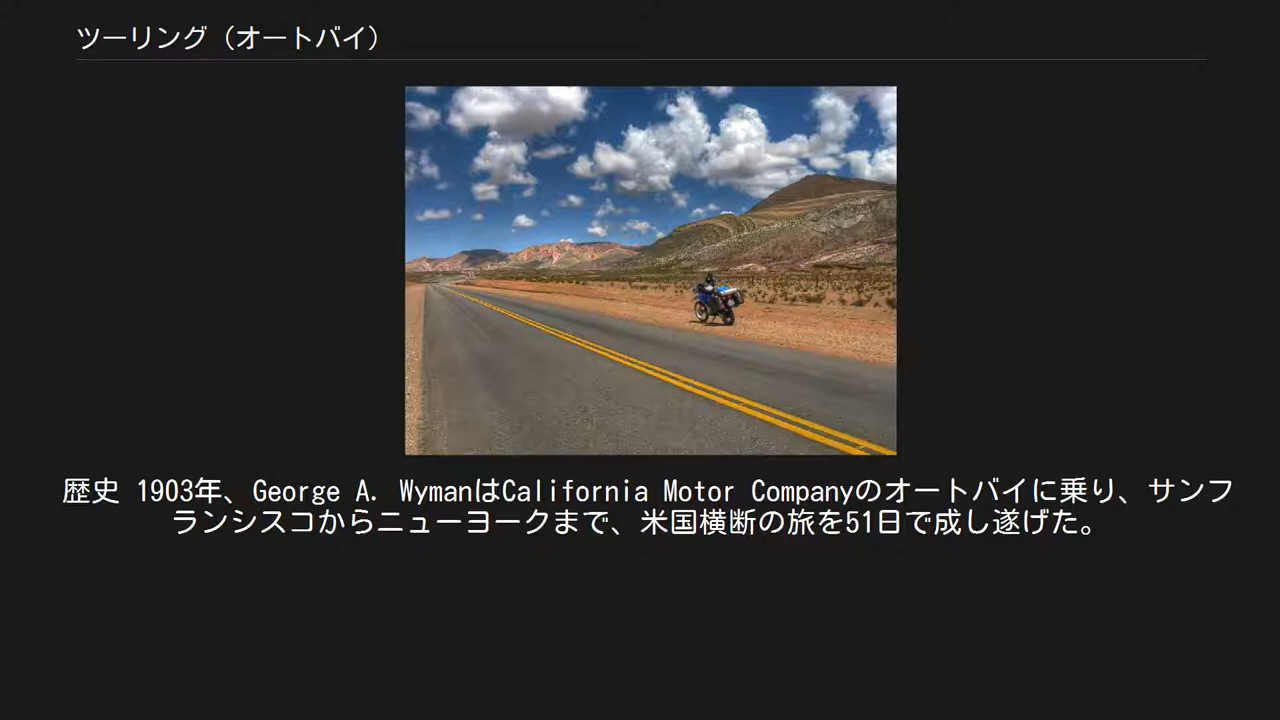 ツーリング（オートバイ）
歴史 1903年、George A. WymanはCalifornia Motor Companyのオートバイに乗り、サンフ
ランシスコからニューヨークまで、米国横断の旅を51日で成し遂げた。